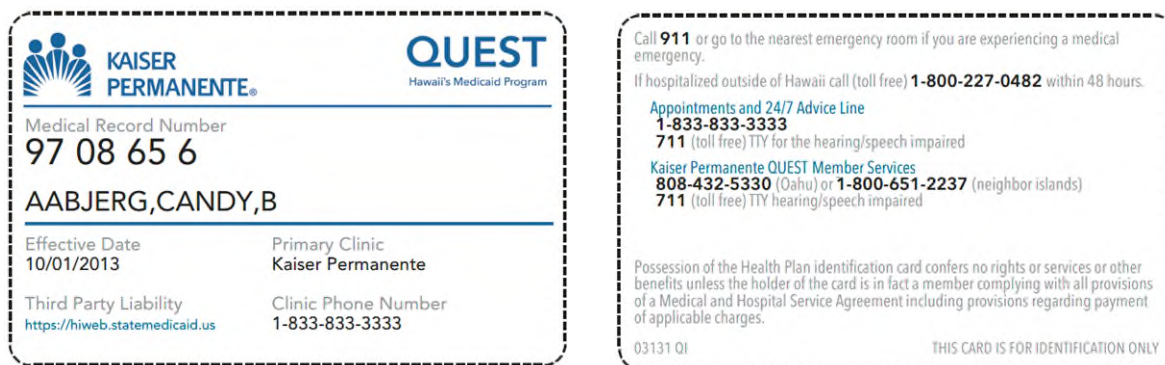 KAISER
PERMANENTE®
QUEST
Hawaii's Medicaid Program
Medical Record Number
97 08 65 6
AABJERG,CANDY,B
Effective Date
10/01/2013
Primary Clinic
Kaiser Permanente
Third Party Liability
https://hiweb.statemedicaid.us
Clinic Phone Number
1-833-833-3333
Call 911 or go to the nearest emergency room if you are experiencing a medical
emergency.
If hospitalized outside of Hawaii call (toll free) 1-800-227-0482 within 48 hours.
Appointments and 24/7 Advice Line
1-833-833-3333
711 (toll free) TTY for the hearing/speech impaired
Kaiser Permanente QUEST Member Services
808-432-5330 (Oahu) or 1-800-651-2237 (neighbor islands)
711 (toll free) TTY hearing/speech impaired
Possession of the Health Plan identification card confers no rights or services or other
benefits unless the holder of the card is in fact a member complying with all provisions
of a Medical and Hospital Service Agreement including provisions regarding payment
of applicable charges.
03131 QI
THIS CARD IS FOR IDENTIFICATION ONLY